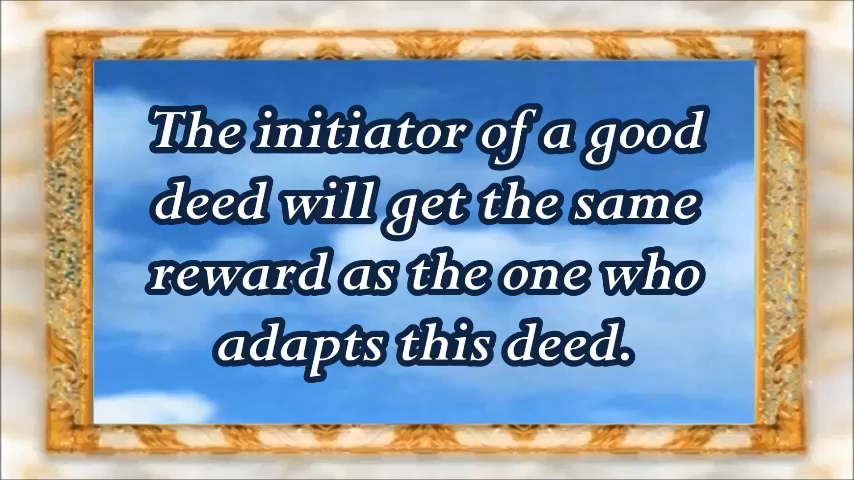 The initiator of a good
deed will get the same
reward as the one who
adapts this deed.